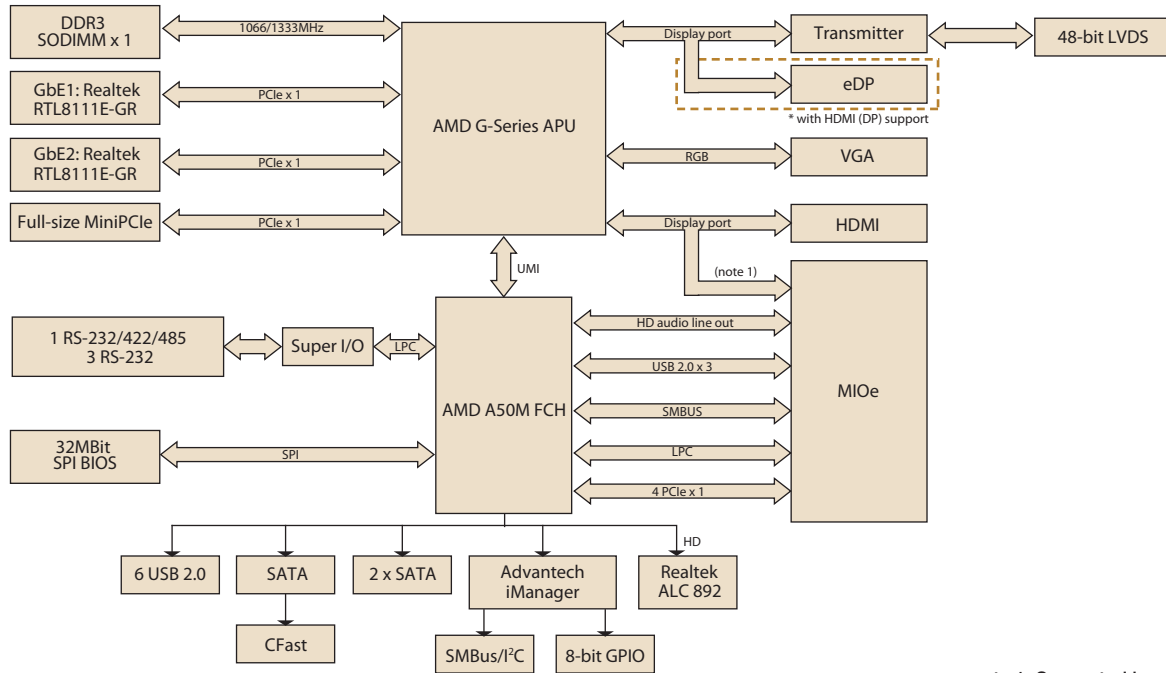 DDR3
SODIMM x 1
1066/1333MHz
GbE1: Realtek
RTL8111E-GR
PCIe x 1
GbE2: Realtek
RTL8111E-GR
PCIe x 1
Full-size MiniPCIe
PCIe x 1
AMD G-Series APU
Display port
Transmitter
48-bit LVDS
eDP
* with HDMI (DP) support
RGB
VGA
Display port
HDMI
(note 1)
UMI
1 RS-232/422/485
3 RS-232
Super I/O
LPC
AMD A50M FCH
HD audio line out
USB 2.0 x 3
SMBUS
LPC
4 PCIe x 1
MIOe
32MBit
SPI BIOS
SPI
HD
6 USB 2.0
SATA
2 x SATA
Advantech
iManager
Realtek
ALC 892
CFast
SMBus/I²C
8-bit GPIO